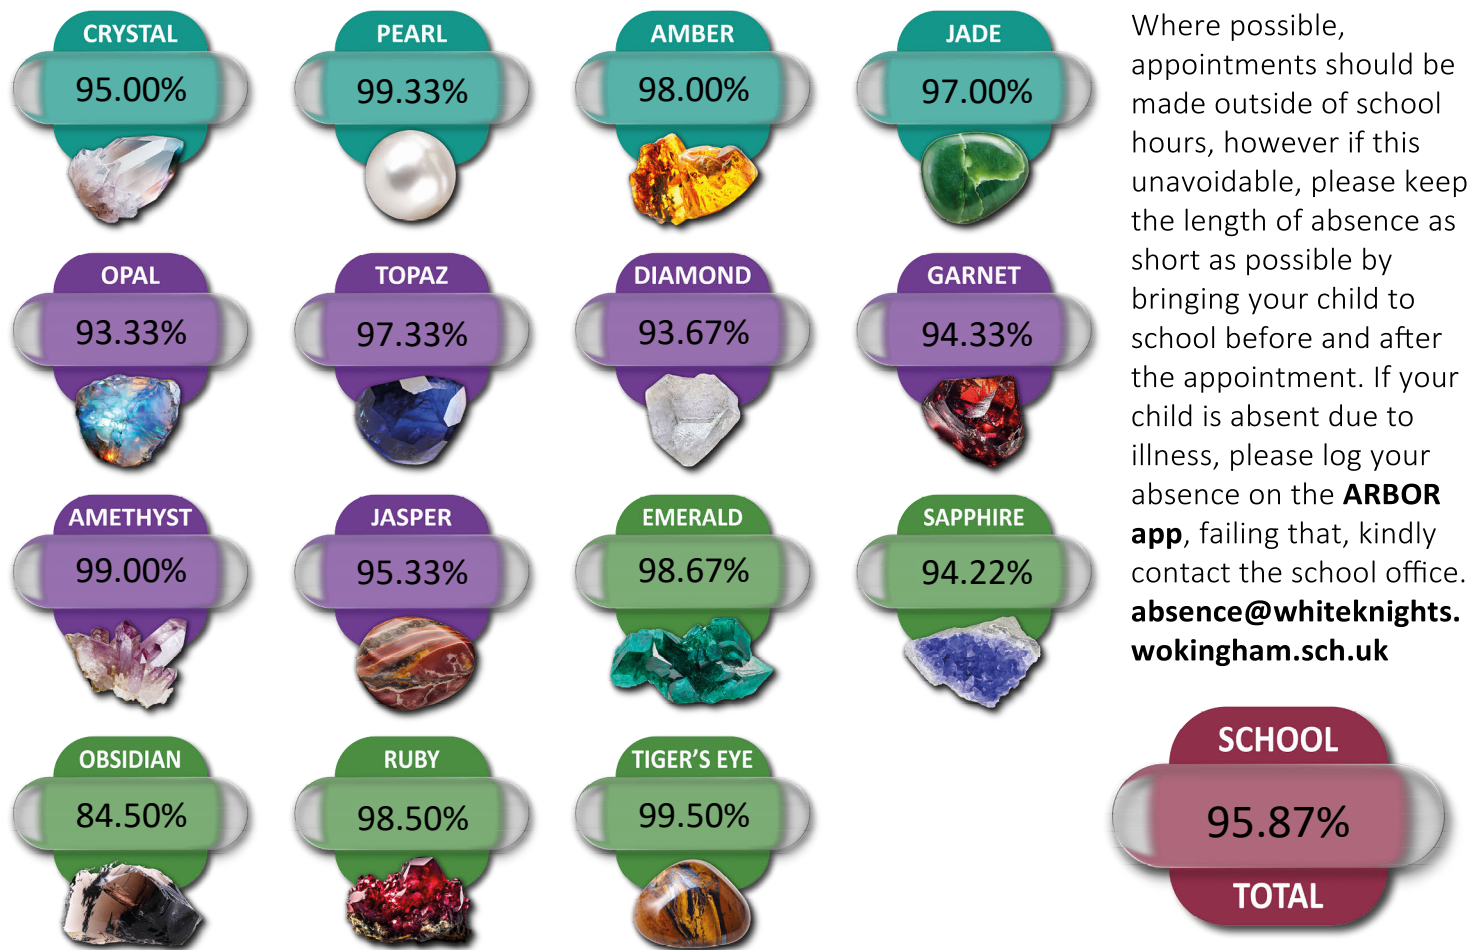 CRYSTAL
95.00%
PEARL
99.33%
AMBER
98.00%
JADE
97.00%
OPAL
93.33%
TOPAZ
97.33%
DIAMOND
93.67%
GARNET
94.33%
AMETHYST
99.00%
JASPER
95.33%
EMERALD
98.67%
SAPPHIRE
94.22%
OBSIDIAN
84.50%
RUBY
98.50%
TIGER'S EYE
99.50%
Where possible,
appointments should be
made outside of school
hours, however if this
unavoidable, please keep
the length of absence as
short as possible by
bringing your child to
school before and after
the appointment. If your
child is absent due to
illness, please log your
absence on the ARBOR
app, failing that, kindly
contact the school office.
absence@whiteknights.
wokingham.sch.uk
SCHOOL
95.87%
TOTAL